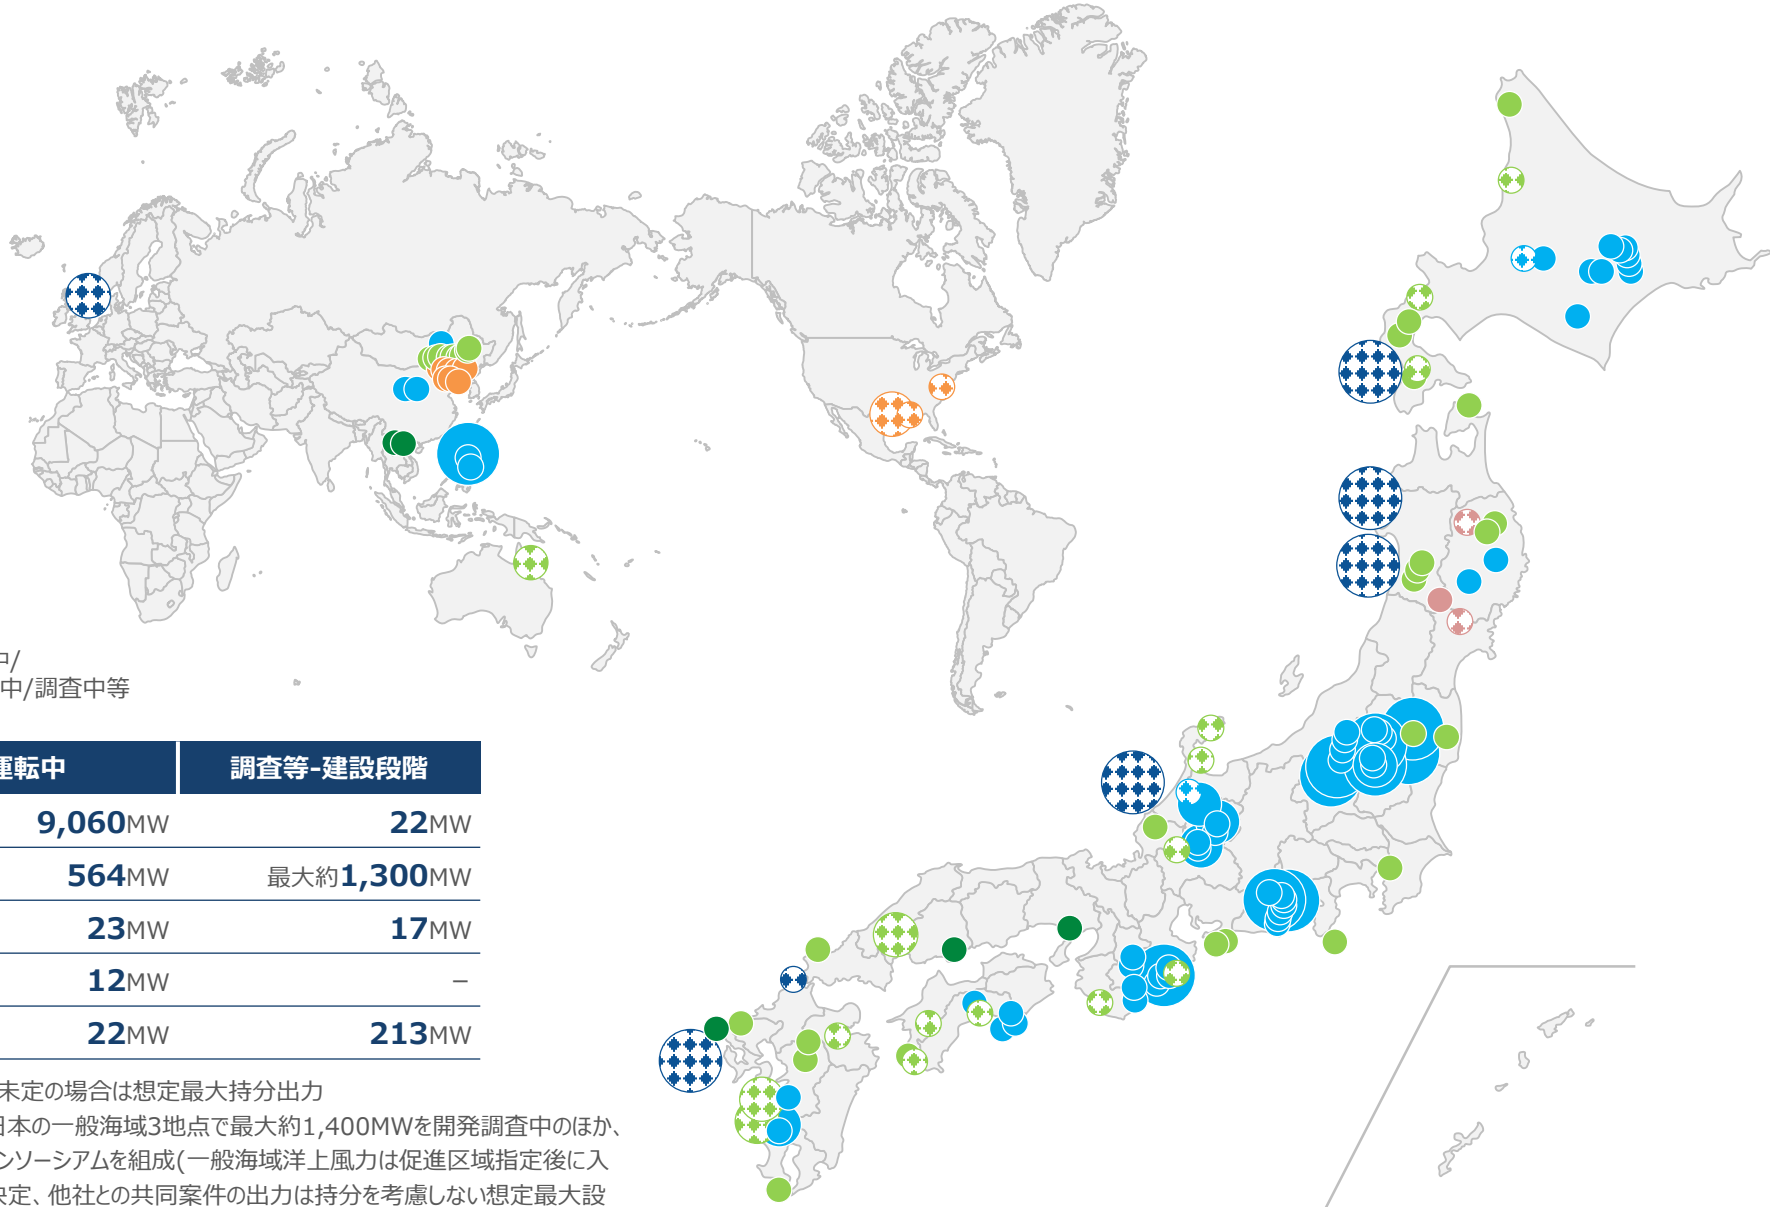 中/
中/調査中等
運転中 調査等-建設段階
9,060MW 22MW
564MW 最大約1,300MW
23MW 17MW
12MW –
22MW 213MW
未定の場合は想定最大持分出力
日本の一般海域3地点で最大約1,400MWを開発調査中のほか、
ンソーシアムを組成(一般海域洋上風力は促進区域指定後に入
決定、他社との共同案件の出力は持分を考慮しない想定最大設